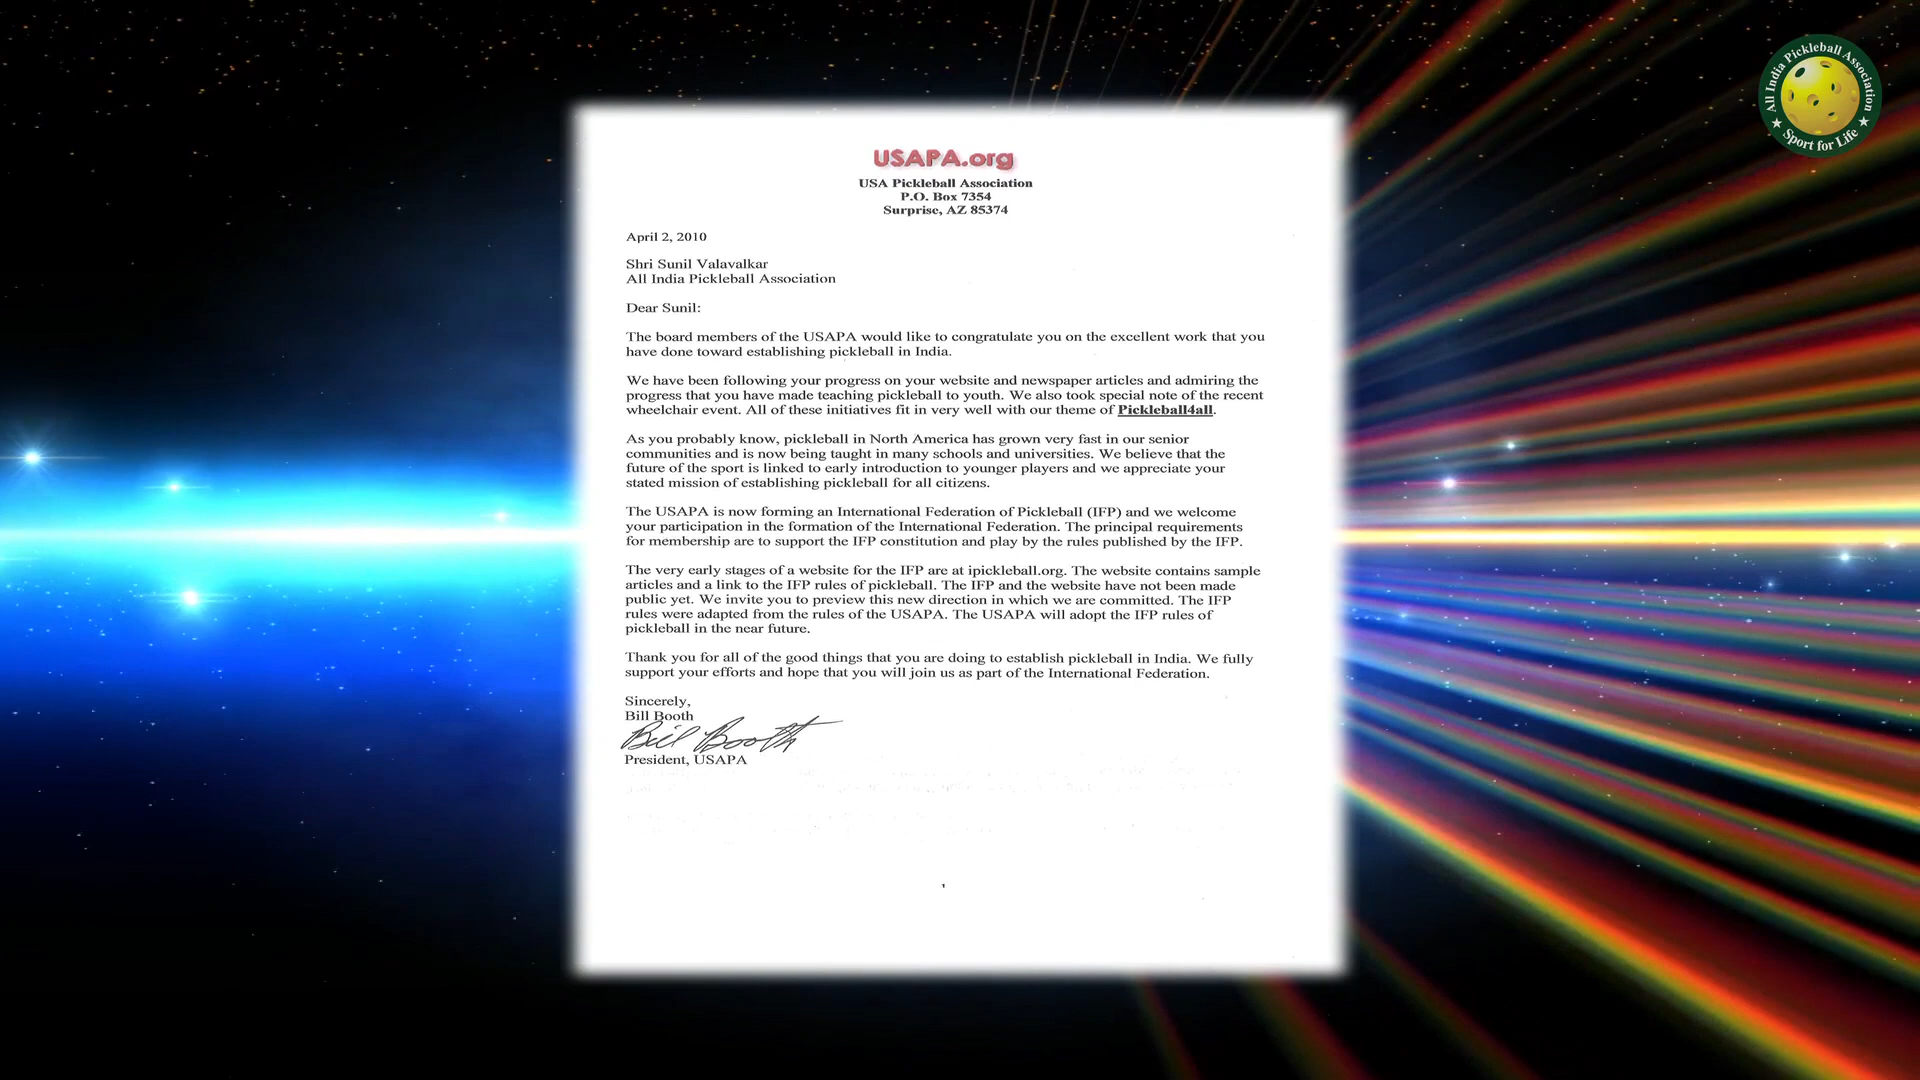 All India Pickleball Association
Sport for Life
USAPA.org
USA Pickleball Association
P.O. Box 7354
Surprise, AZ 85374
April 2, 2010
Shri Sunil Valavalkar
All India Pickleball Association
Dear Sunil:
The board members of the USAPA would like to congratulate you on the excellent work that you
have done toward establishing pickleball in India.
We have been following your progress on your website and newspaper articles and admiring the
progress that you have made teaching pickleball to youth. We also took special note of the recent
wheelchair event. All of these initiatives fit in very well with our theme of Pickleball4all.
As you probably know, pickleball in North America has grown very fast in our senior
communities and is now being taught in many schools and universities. We believe that the
future of the sport is linked to early introduction to younger players and we appreciate your
stated mission of establishing pickleball for all citizens.
The USAPA is now forming an International Federation of Pickleball (IFP) and we welcome
your participation in the formation of the International Federation. The principal requirements
for membership are to support the IFP constitution and play by the rules published by the IFP.
The very early stages of a website for the IFP are at ipickleball.org. The website contains sample
articles and a link to the IFP rules of pickleball. The IFP and the website have not been made
public yet. We invite you to preview this new direction in which we are committed. The IFP
rules were adapted from the rules of the USAPA. The USAPA will adopt the IFP rules of
pickleball in the near future.
Thank you for all of the good things that you are doing to establish pickleball in India. We fully
support your efforts and hope that you will join us as part of the International Federation.
Sincerely,
Bill Booth
Bill Booth
President, USAPA